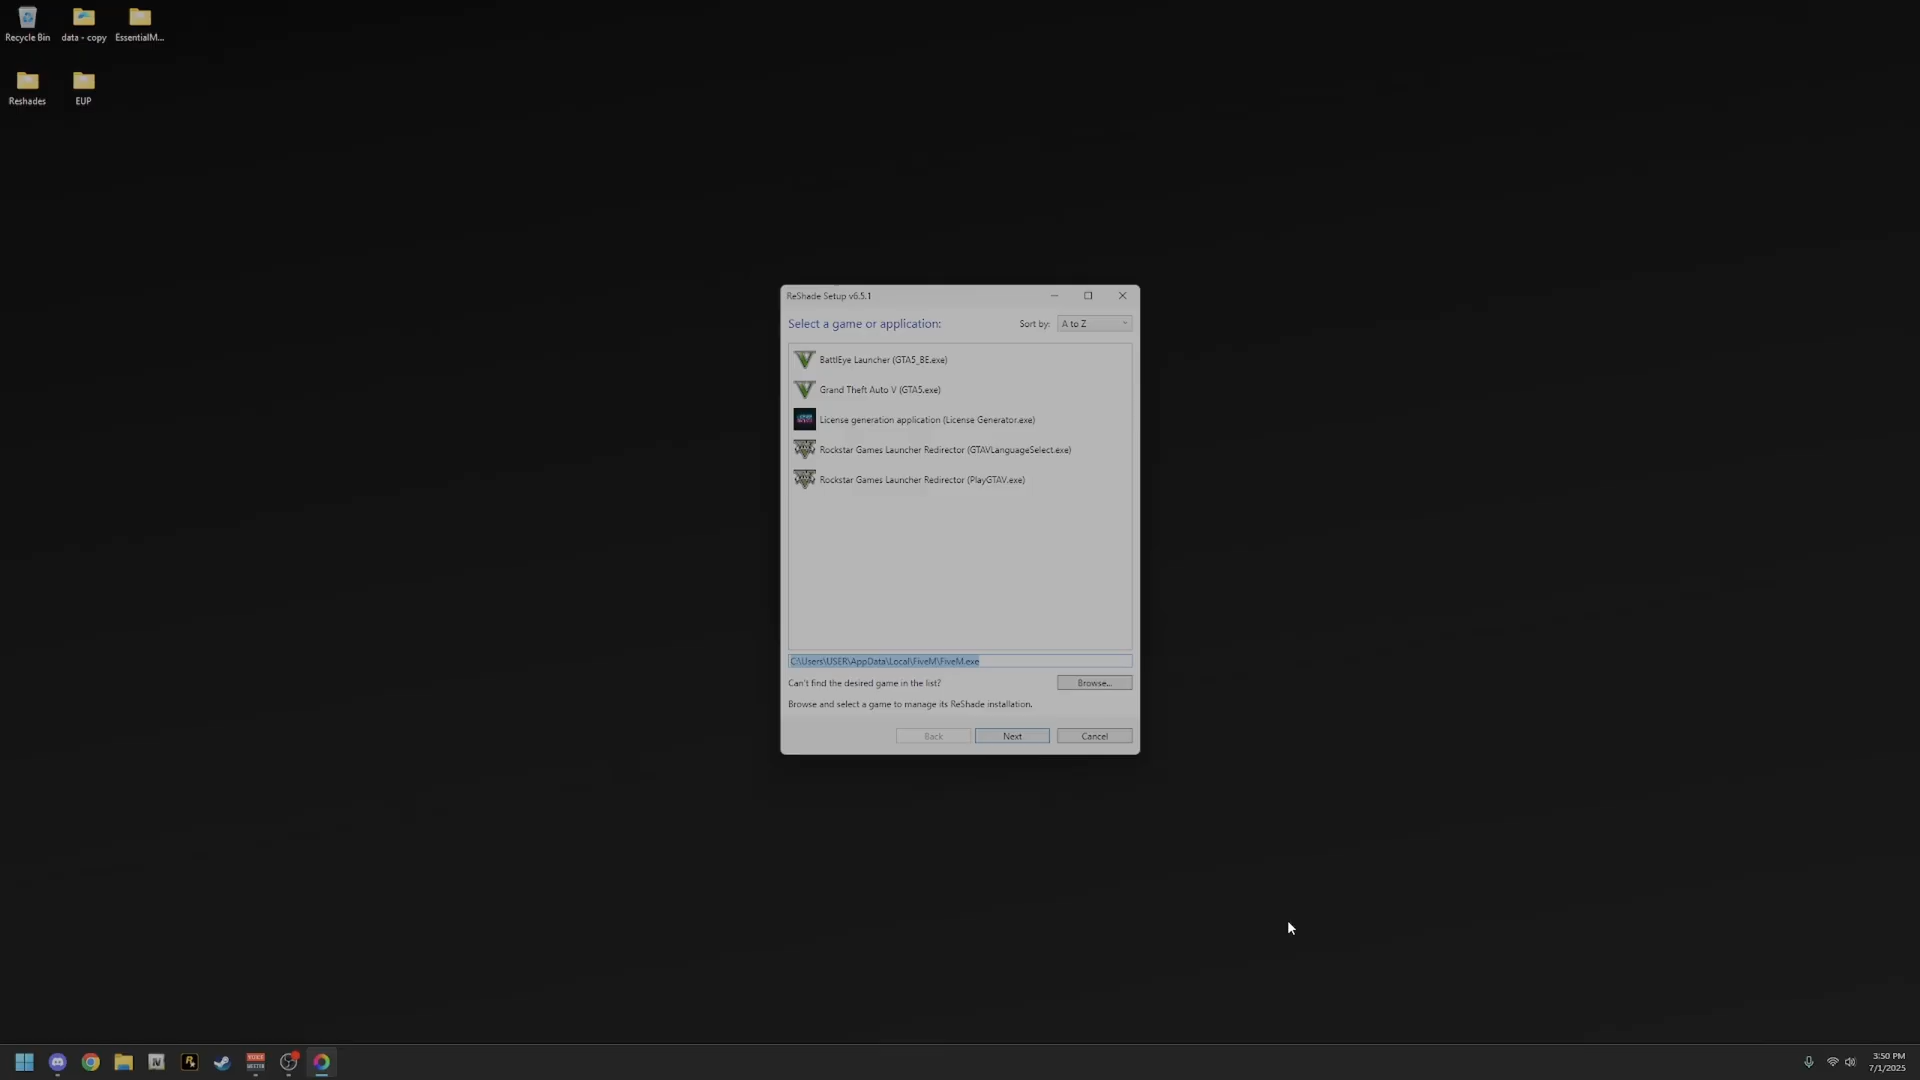 Recycle Bin
data - copy
EssentialM...
Reshades
EUP
ReShade Setup v6.5.1
Select a game or application:
Sort by:
A to Z
BattlEye Launcher (GTA5_BE.exe)
Grand Theft Auto V (GTA5.exe)
License generation application (License Generator.exe)
Rockstar Games Launcher Redirector (GTAVLanguageSelect.exe)
Rockstar Games Launcher Redirector (PlayGTAV.exe)
C:\Users\USER\AppData\Local\FiveM\FiveM.exe
Can't find the desired game in the list?
Browse...
Browse and select a game to manage its ReShade installation.
Back
Next
Cancel
3:50 PM
7/1/2025